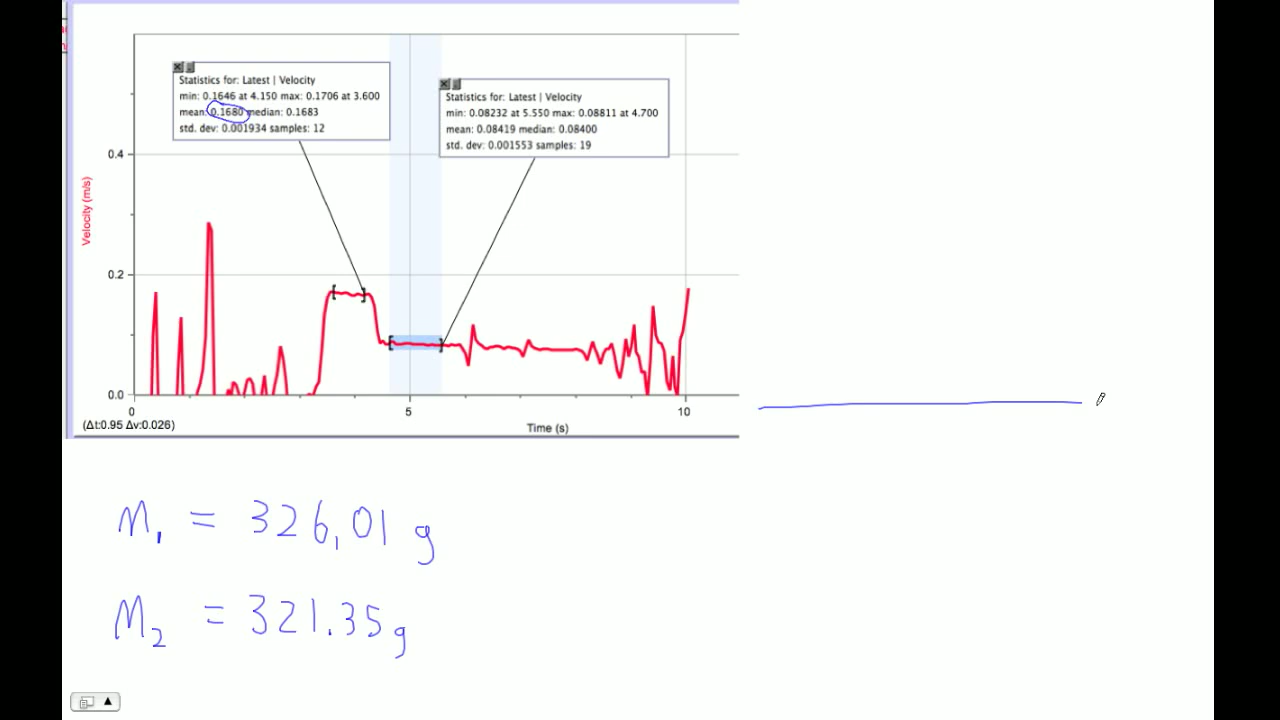 Statistics for: Latest | Velocity
min: 0.1646 at 4.150 max: 0.1706 at 3.600
mean: 0.1680 median: 0.1683
std. dev: 0.001934 samples: 12
Statistics for: Latest | Velocity
min: 0.08232 at 5.550 max: 0.08811 at 4.700
mean: 0.08419 median: 0.08400
std. dev: 0.001553 samples: 19
Velocity (m/s)
0.4
0.2
0.0
0
5
10
(Δt:0.95 Δv:0.026)
Time (s)
M₁ = 326,01 g
M₂ = 321.35 g